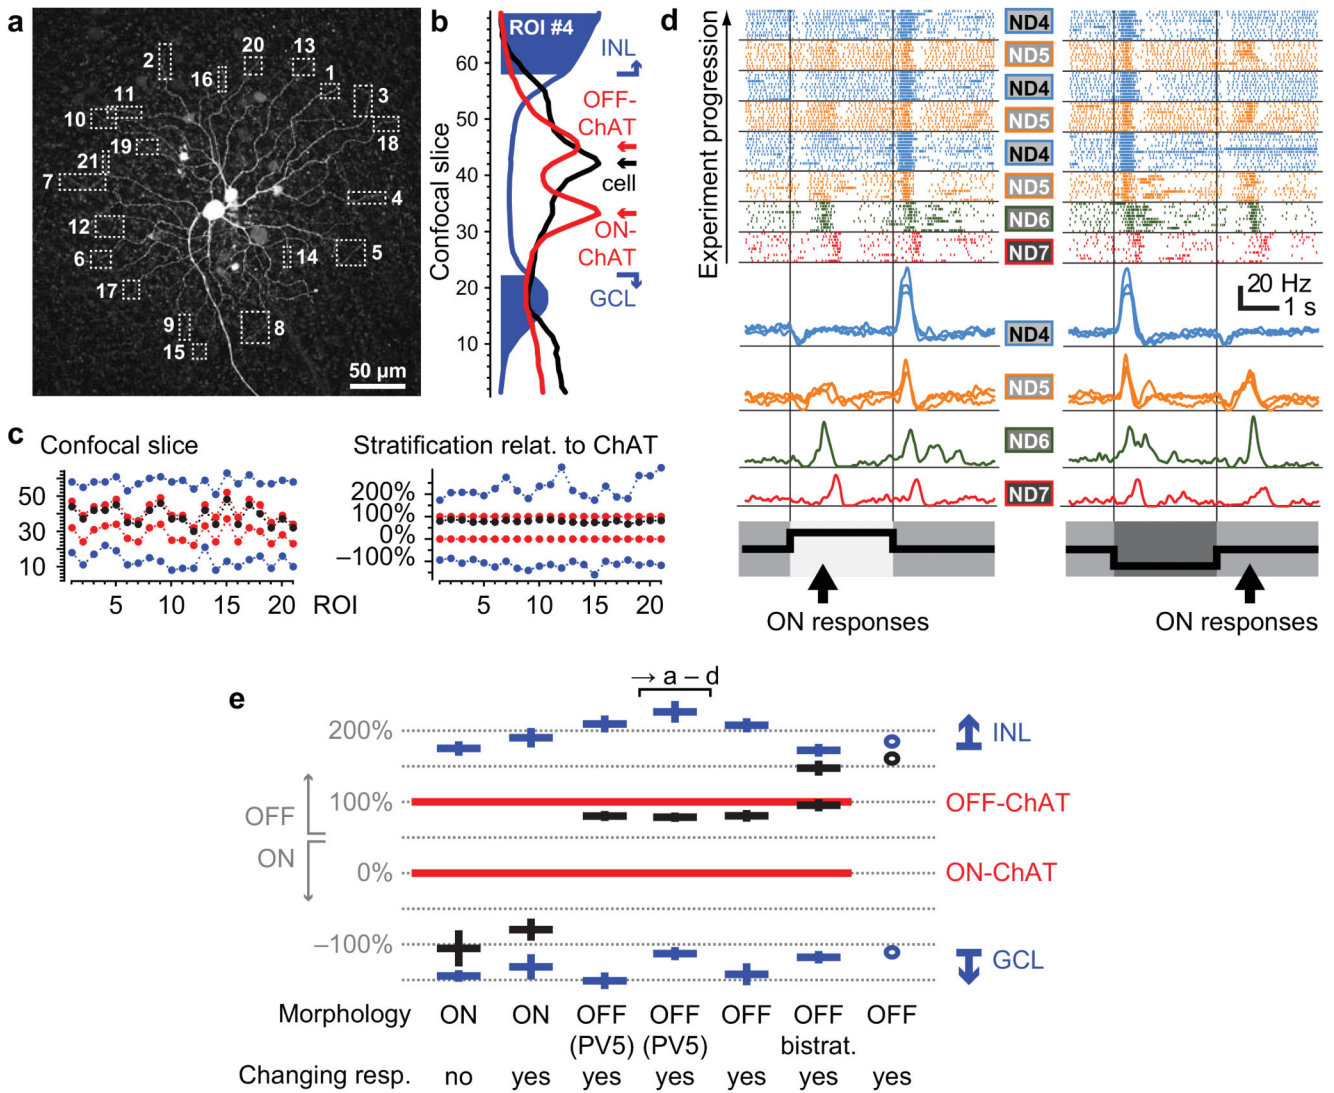 a
2
20
13
16
1
3
11
10
18
19
21
7
4
12
14
5
6
17
9
8
15
50 µm
b
ROI #4
INL
OFF-
ChAT
cell
ON-
ChAT
GCL
Confocal slice
60
50
40
30
20
10
c
Confocal slice
50
30
10
5 10 15 20 ROI
Stratification relat. to ChAT
200%
100%
0%
–100%
5 10 15 20
d
Experiment progression
ND4
ND5
ND4
ND5
ND4
ND5
ND6
ND7
20 Hz
1 s
ND4
ND5
ND6
ND7
ON responses
ON responses
e
→ a – d
200%
100%
0%
–100%
OFF
ON
INL
OFF-ChAT
ON-ChAT
GCL
Morphology ON ON OFF OFF OFF OFF OFF
(PV5) (PV5) bistrat.
Changing resp. no yes yes yes yes yes yes